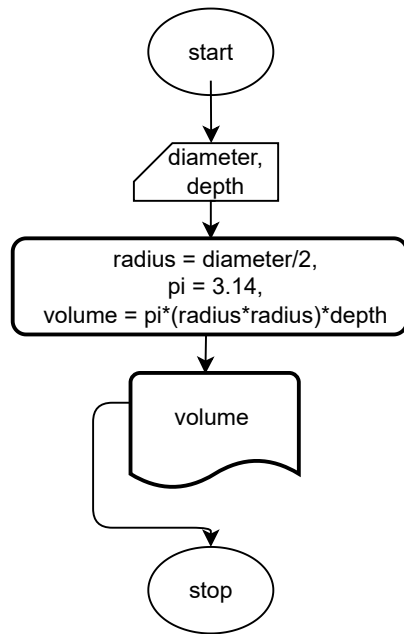 start
diameter,
depth
radius = diameter/2,
pi = 3.14,
volume = pi*(radius*radius)*depth
volume
stop